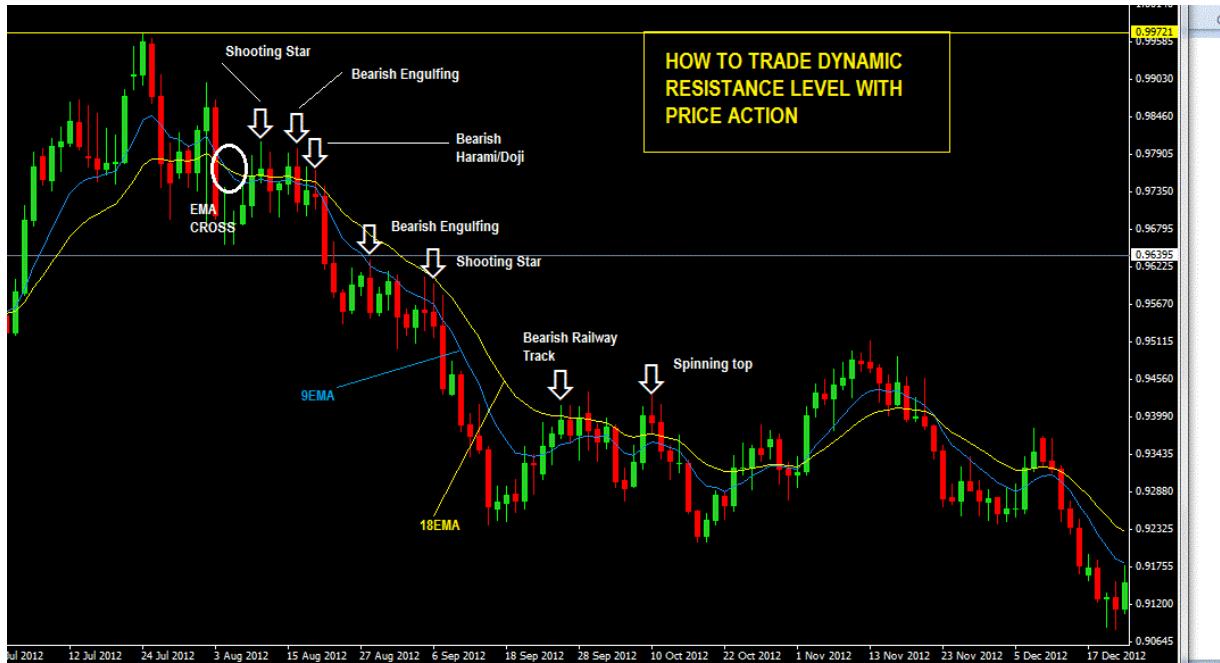 0.99721
0.99585
Shooting Star
HOW TO TRADE DYNAMIC
RESISTANCE LEVEL WITH
PRICE ACTION
Bearish Engulfing
0.99030
0.98460
Bearish
Harami/Doji
0.97905
0.97350
EMA
CROSS
Bearish Engulfing
0.96795
0.96395
Shooting Star
0.96225
0.95670
Bearish Railway
Track
0.95115
Spinning top
9EMA
0.94560
0.93990
0.93435
0.92880
18EMA
0.92325
0.91755
0.91200
0.90645
12 Jul 2012
24 Jul 2012
3 Aug 2012
15 Aug 2012
27 Aug 2012
6 Sep 2012
18 Sep 2012
28 Sep 2012
10 Oct 2012
22 Oct 2012
1 Nov 2012
13 Nov 2012
23 Nov 2012
5 Dec 2012
17 Dec 2012